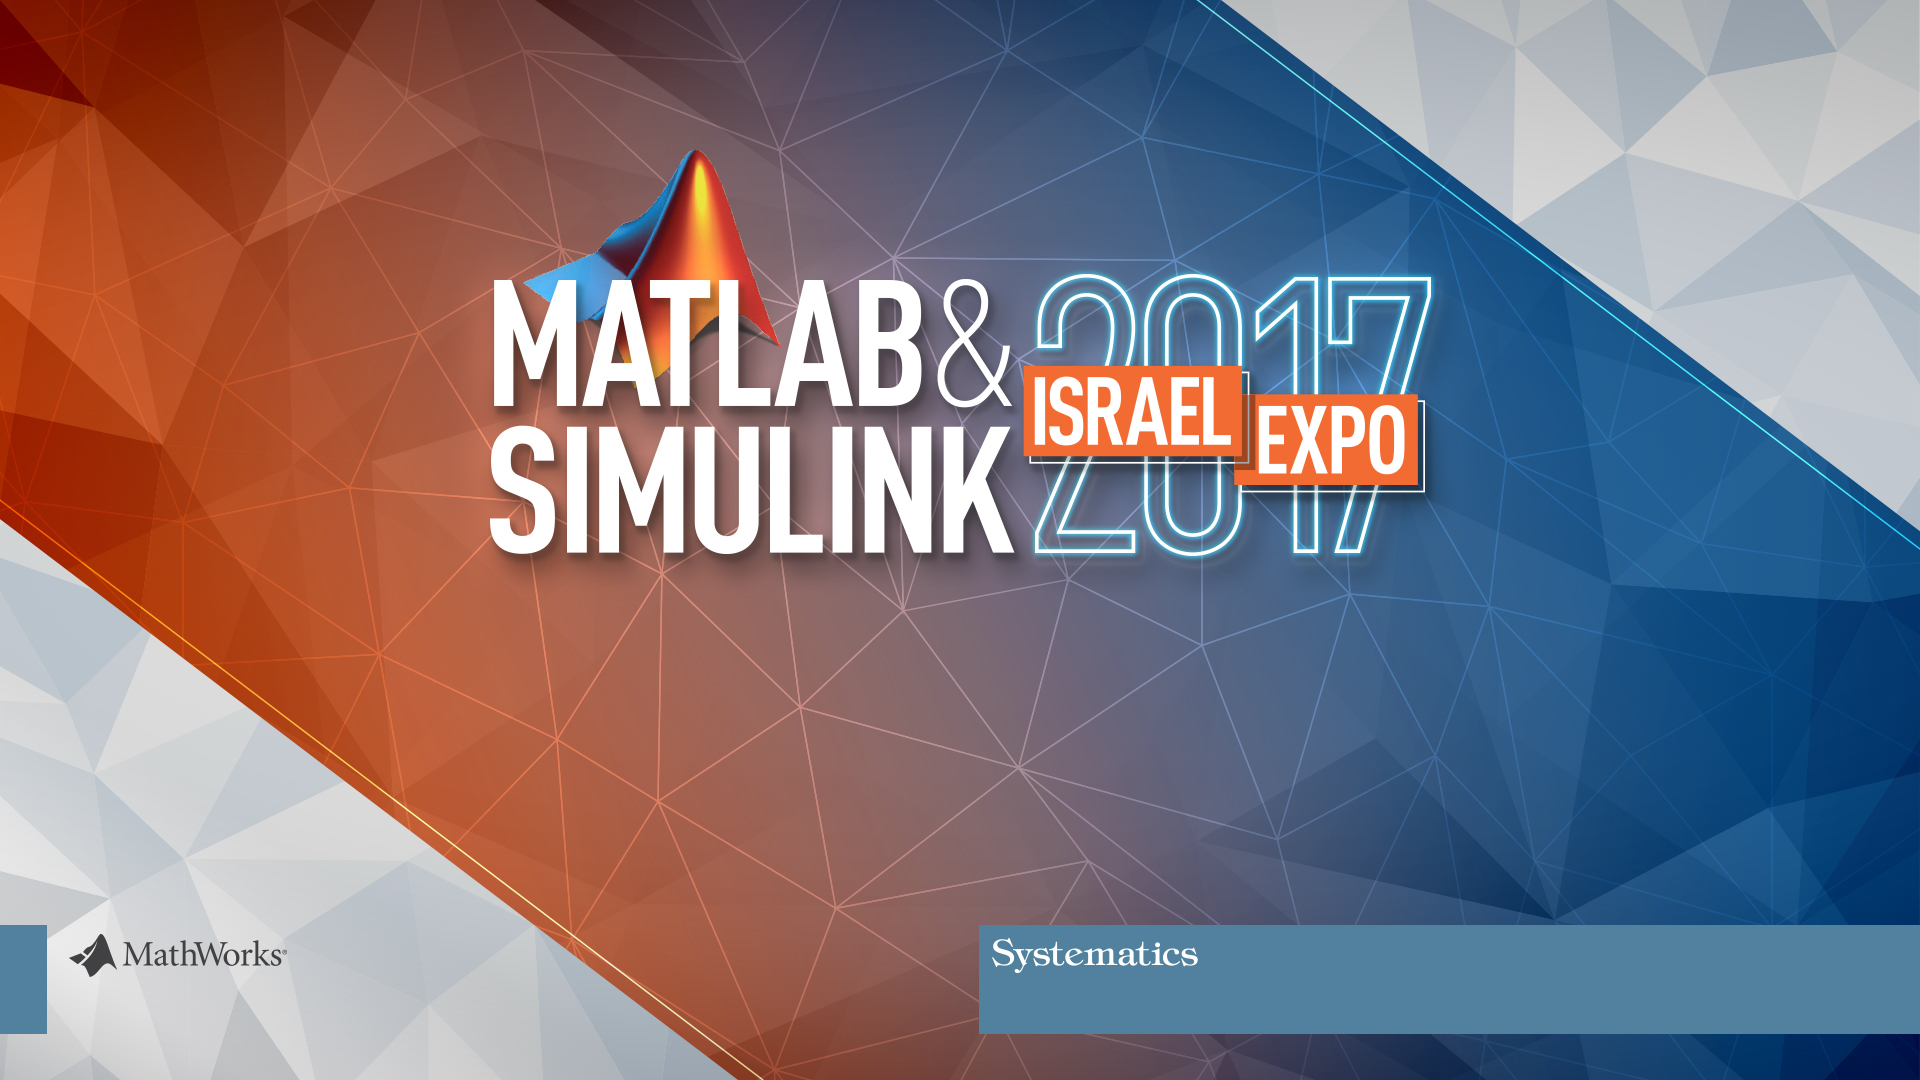 MATLAB &
SIMULINK
2017
ISRAEL
EXPO
MathWorks®
Systematics